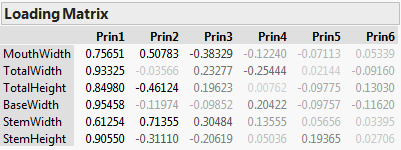 Loading Matrix
Prin1 Prin2 Prin3 Prin4 Prin5 Prin6
MouthWidth 0.75651 0.50783 -0.38329 -0.12240 -0.07113 0.05339
TotalWidth 0.93325 -0.03566 0.23277 -0.25444 0.02144 -0.09160
TotalHeight 0.84980 -0.46124 0.19623 0.00762 -0.09775 0.13030
BaseWidth 0.95458 -0.11974 -0.09852 0.20422 -0.09757 -0.11620
StemWidth 0.61254 0.71355 0.30484 0.13555 0.05656 0.03395
StemHeight 0.90550 -0.31110 -0.20619 0.05036 0.19365 0.02706